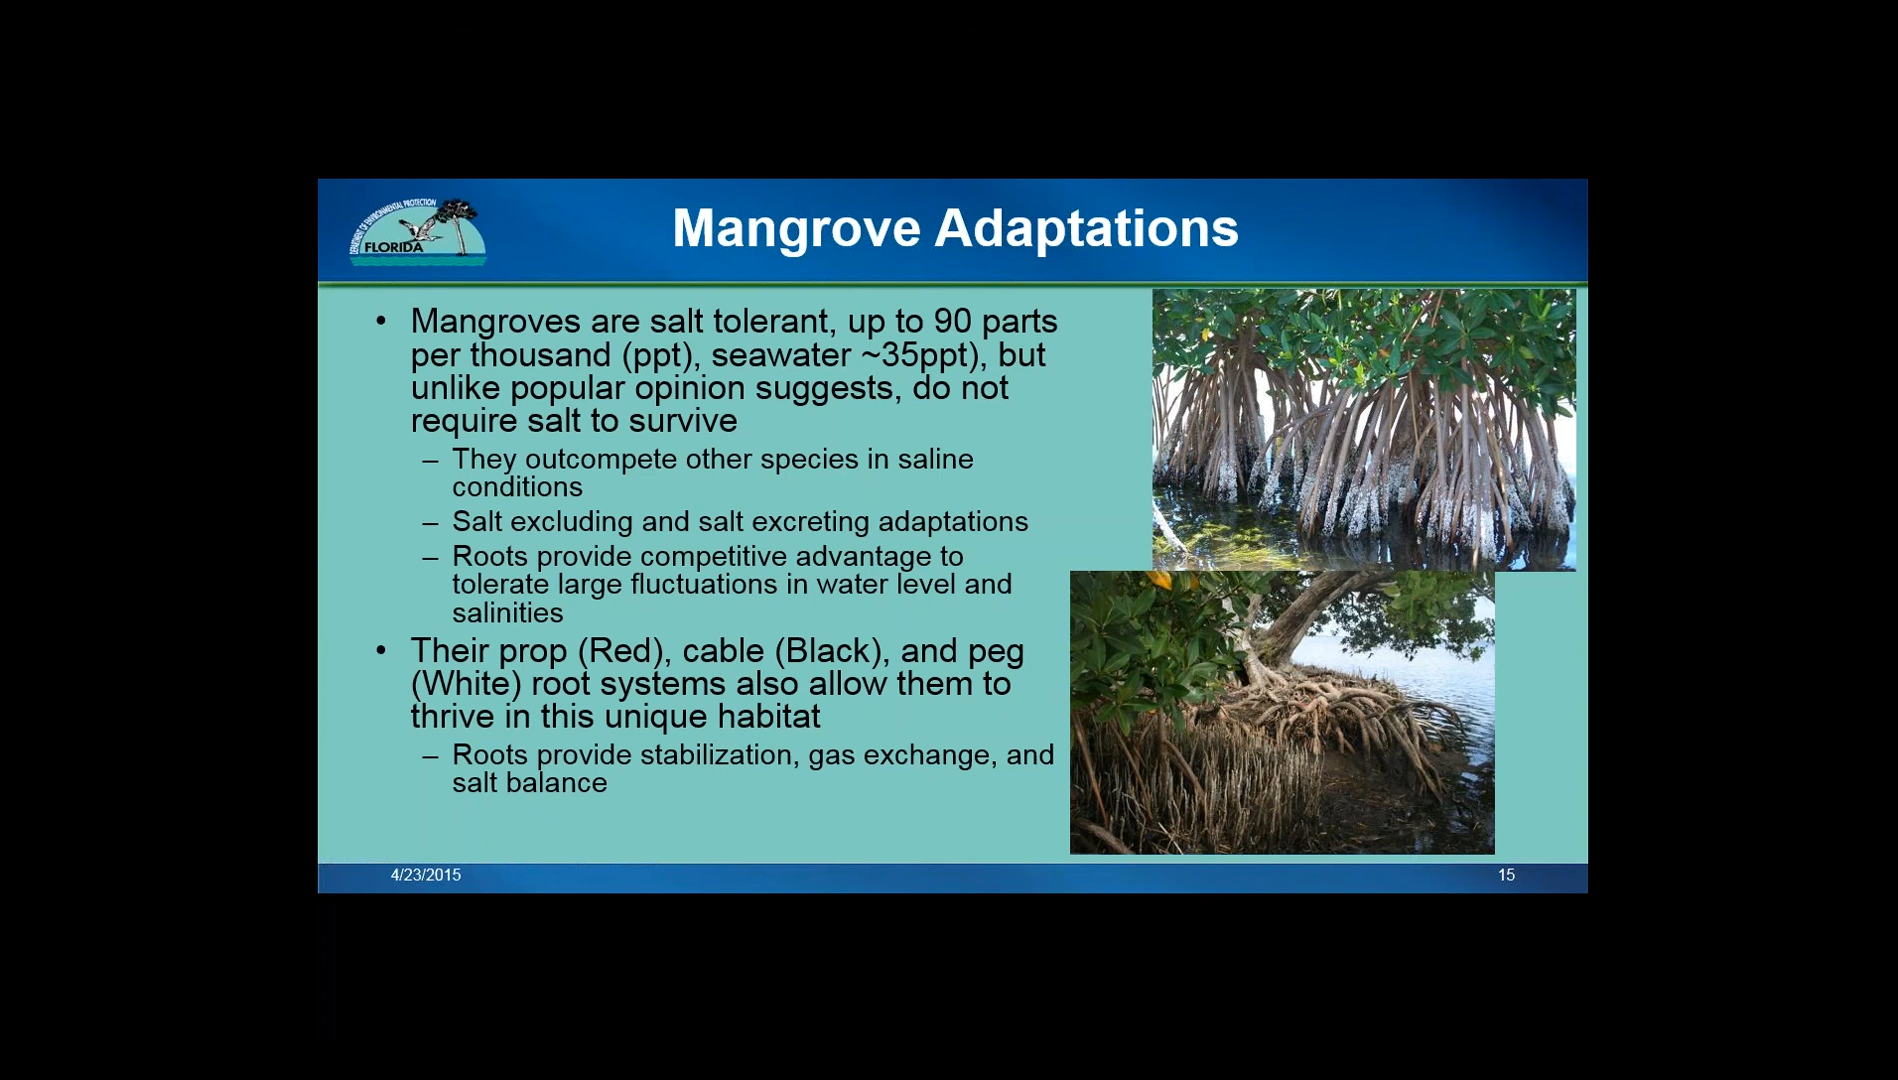 DEPARTMENT OF ENVIRONMENTAL PROTECTION
FLORIDA
Mangrove Adaptations
• Mangroves are salt tolerant, up to 90 parts
per thousand (ppt), seawater ~35ppt), but
unlike popular opinion suggests, do not
require salt to survive
– They outcompete other species in saline
conditions
– Salt excluding and salt excreting adaptations
– Roots provide competitive advantage to
tolerate large fluctuations in water level and
salinities
• Their prop (Red), cable (Black), and peg
(White) root systems also allow them to
thrive in this unique habitat
– Roots provide stabilization, gas exchange, and
salt balance
4/23/2015
15